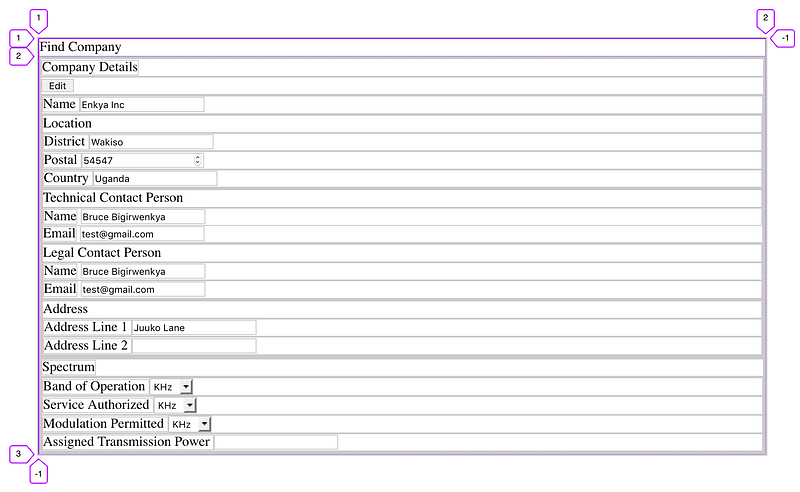 1 2
1 -1
Find Company
2
Company Details
Edit
Name Enkya Inc
Location
District Wakiso
Postal 54547
Country Uganda
Technical Contact Person
Name Bruce Bigirwenkya
Email test@gmail.com
Legal Contact Person
Name Bruce Bigirwenkya
Email test@gmail.com
Address
Address Line 1 Juuko Lane
Address Line 2
Spectrum
Band of Operation KHz
Service Authorized KHz
Modulation Permitted KHz
Assigned Transmission Power
3
-1